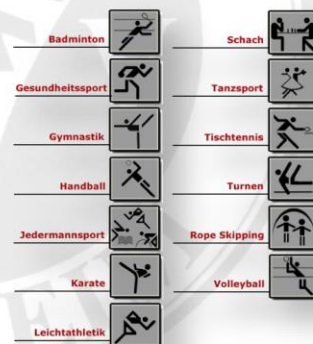 Badminton
Gesundheitssport
Gymnastik
Handball
Jedermannsport
Karate
Leichtathletik
Schach
Tanzsport
Tischtennis
Turnen
Rope Skipping
Volleyball